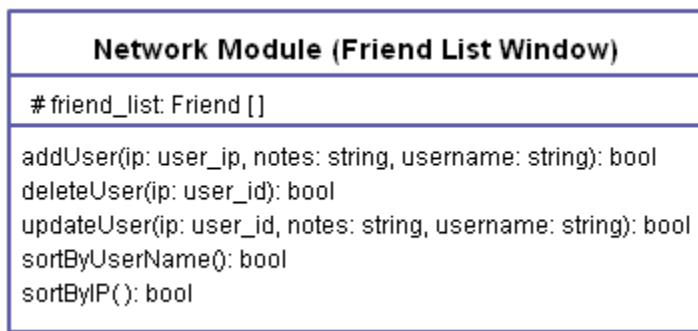 Network Module (Friend List Window)
# friend_list: Friend [ ]
addUser(ip: user_ip, notes: string, username: string): bool
deleteUser(ip: user_id): bool
updateUser(ip: user_id, notes: string, username: string): bool
sortByUserName(): bool
sortByIP( ): bool